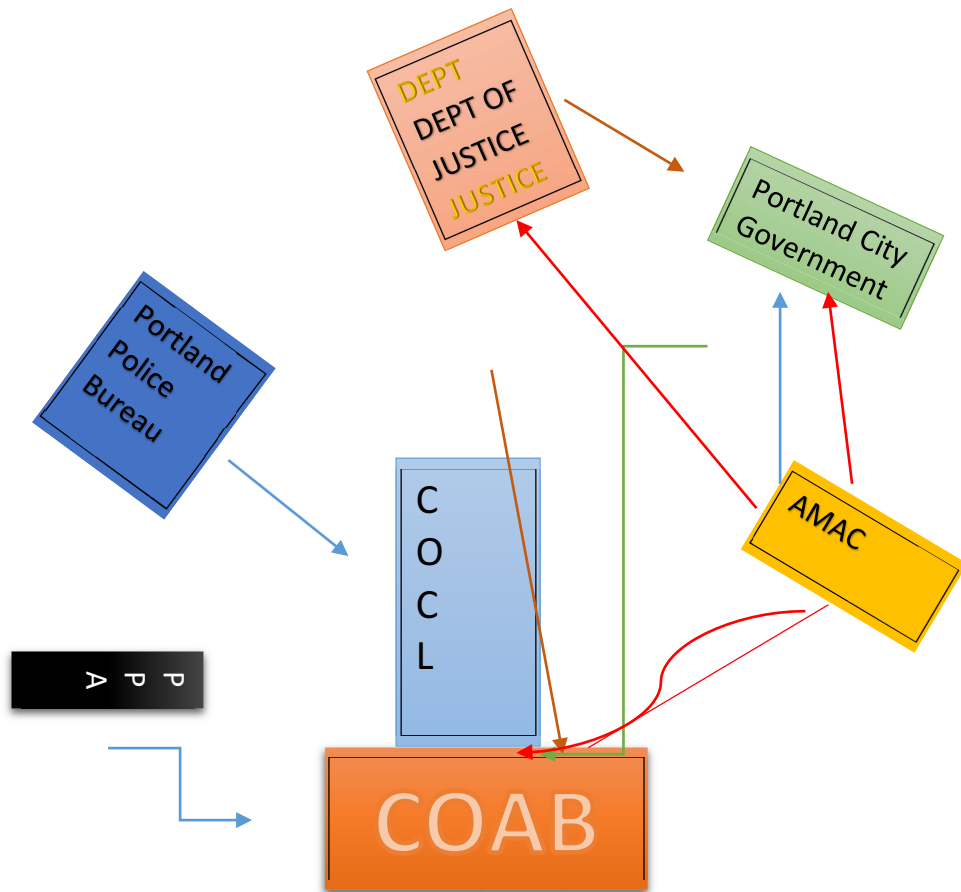 DEPT
DEPT OF
JUSTICE
JUSTICE
Portland City
Government
Portland
Police
Bureau
C
O
C
L
AMAC
P
P
A
COAB